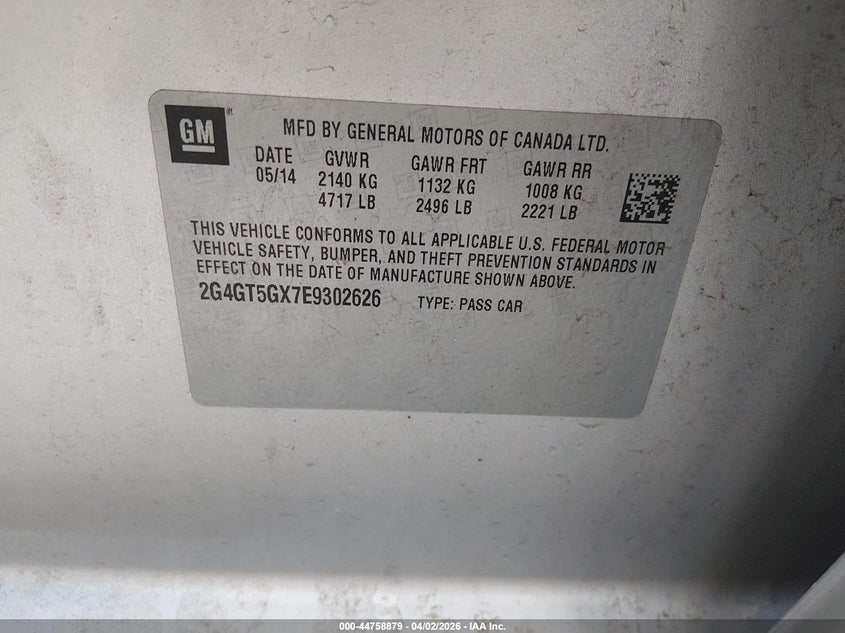 GM
®
MFD BY GENERAL MOTORS OF CANADA LTD.
DATE GVWR GAWR FRT GAWR RR
05/14 2140 KG 1132 KG 1008 KG
4717 LB 2496 LB 2221 LB
THIS VEHICLE CONFORMS TO ALL APPLICABLE U.S. FEDERAL MOTOR
VEHICLE SAFETY, BUMPER, AND THEFT PREVENTION STANDARDS IN
EFFECT ON THE DATE OF MANUFACTURE SHOWN ABOVE.
2G4GT5GX7E9302626 TYPE: PASS CAR
000-44758879 - 04/02/2026 - IAA Inc.